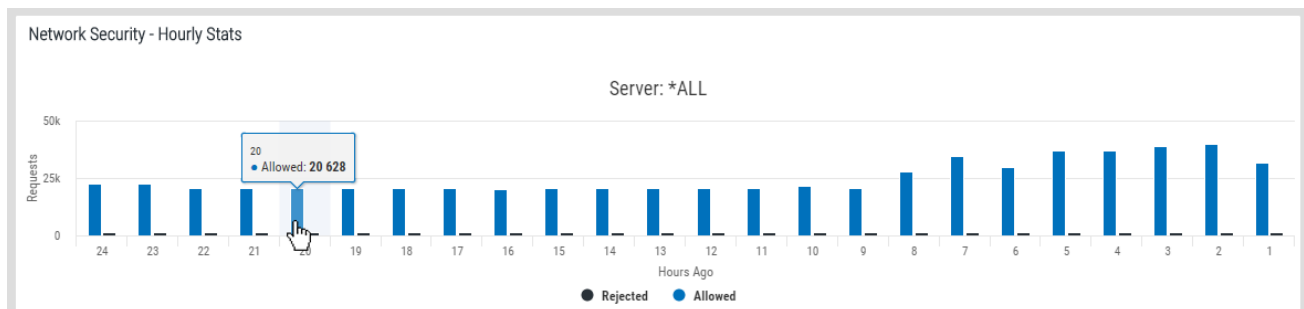 Network Security - Hourly Stats
Server: *ALL
50k
25k
0
Requests
20
• Allowed: 20 628
24 23 22 21 20 19 18 17 16 15 14 13 12 11 10 9 8 7 6 5 4 3 2 1
Hours Ago
Rejected Allowed